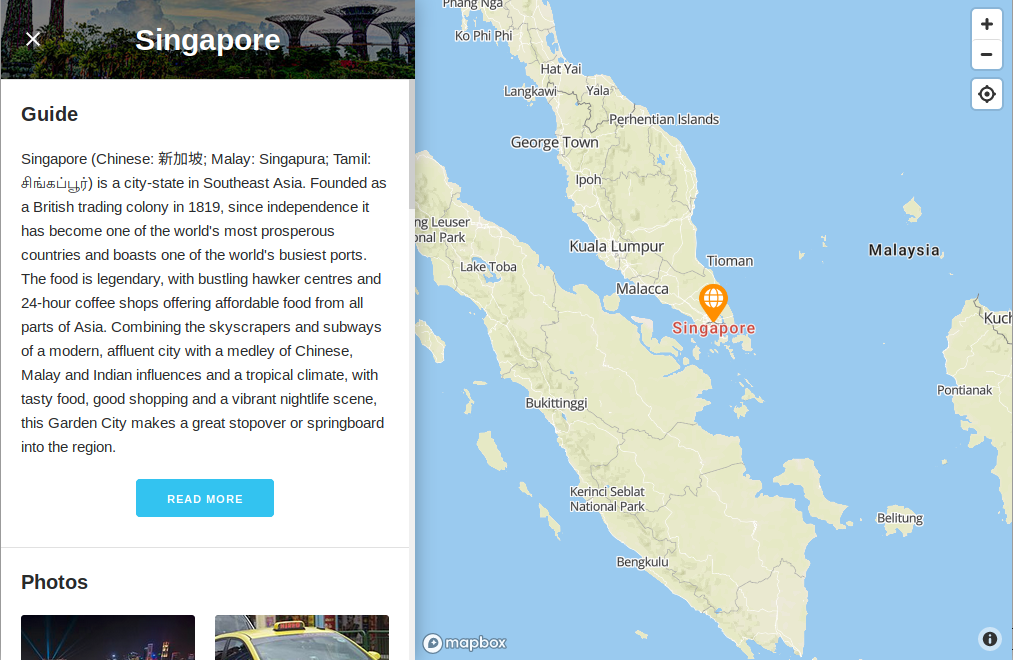 Singapore
Guide
Singapore (Chinese: 新加坡; Malay: Singapura; Tamil:
சிங்கப்பூர்) is a city-state in Southeast Asia. Founded as
a British trading colony in 1819, since independence it
has become one of the world's most prosperous
countries and boasts one of the world's busiest ports.
The food is legendary, with bustling hawker centres and
24-hour coffee shops offering affordable food from all
parts of Asia. Combining the skyscrapers and subways
of a modern, affluent city with a medley of Chinese,
Malay and Indian influences and a tropical climate, with
tasty food, good shopping and a vibrant nightlife scene,
this Garden City makes a great stopover or springboard
into the region.
READ MORE
Photos
Phang Nga
Ko Phi Phi
Hat Yai
Langkawi
Yala
Perhentian Islands
George Town
Ipoh
ng Leuser
onal Park
Kuala Lumpur
Malaysia
Lake Toba
Tioman
Malacca
Singapore
Kuch
Pontianak
Bukittinggi
Kerinci Seblat
National Park
Belitung
Bengkulu
mapbox